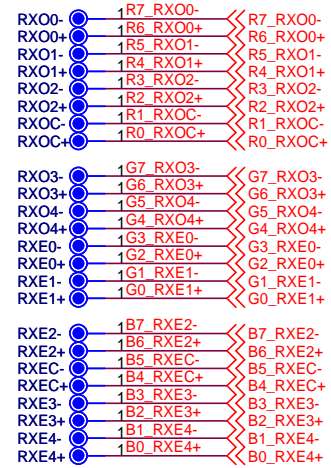 RXO0- 1 R7_RXO0- R7_RXO0-
RXO0+ 1 R6_RXO0+ R6_RXO0+
RXO1- 1 R5_RXO1- R5_RXO1-
RXO1+ 1 R4_RXO1+ R4_RXO1+
RXO2- 1 R3_RXO2- R3_RXO2-
RXO2+ 1 R2_RXO2+ R2_RXO2+
RXOC- 1 R1_RXOC- R1_RXOC-
RXOC+ 1 R0_RXOC+ R0_RXOC+
RXO3- 1 G7_RXO3- G7_RXO3-
RXO3+ 1 G6_RXO3+ G6_RXO3+
RXO4- 1 G5_RXO4- G5_RXO4-
RXO4+ 1 G4_RXO4+ G4_RXO4+
RXE0- 1 G3_RXE0- G3_RXE0-
RXE0+ 1 G2_RXE0+ G2_RXE0+
RXE1- 1 G1_RXE1- G1_RXE1-
RXE1+ 1 G0_RXE1+ G0_RXE1+
RXE2- 1 B7_RXE2- B7_RXE2-
RXE2+ 1 B6_RXE2+ B6_RXE2+
RXEC- 1 B5_RXEC- B5_RXEC-
RXEC+ 1 B4_RXEC+ B4_RXEC+
RXE3- 1 B3_RXE3- B3_RXE3-
RXE3+ 1 B2_RXE3+ B2_RXE3+
RXE4- 1 B1_RXE4- B1_RXE4-
RXE4+ 1 B0_RXE4+ B0_RXE4+